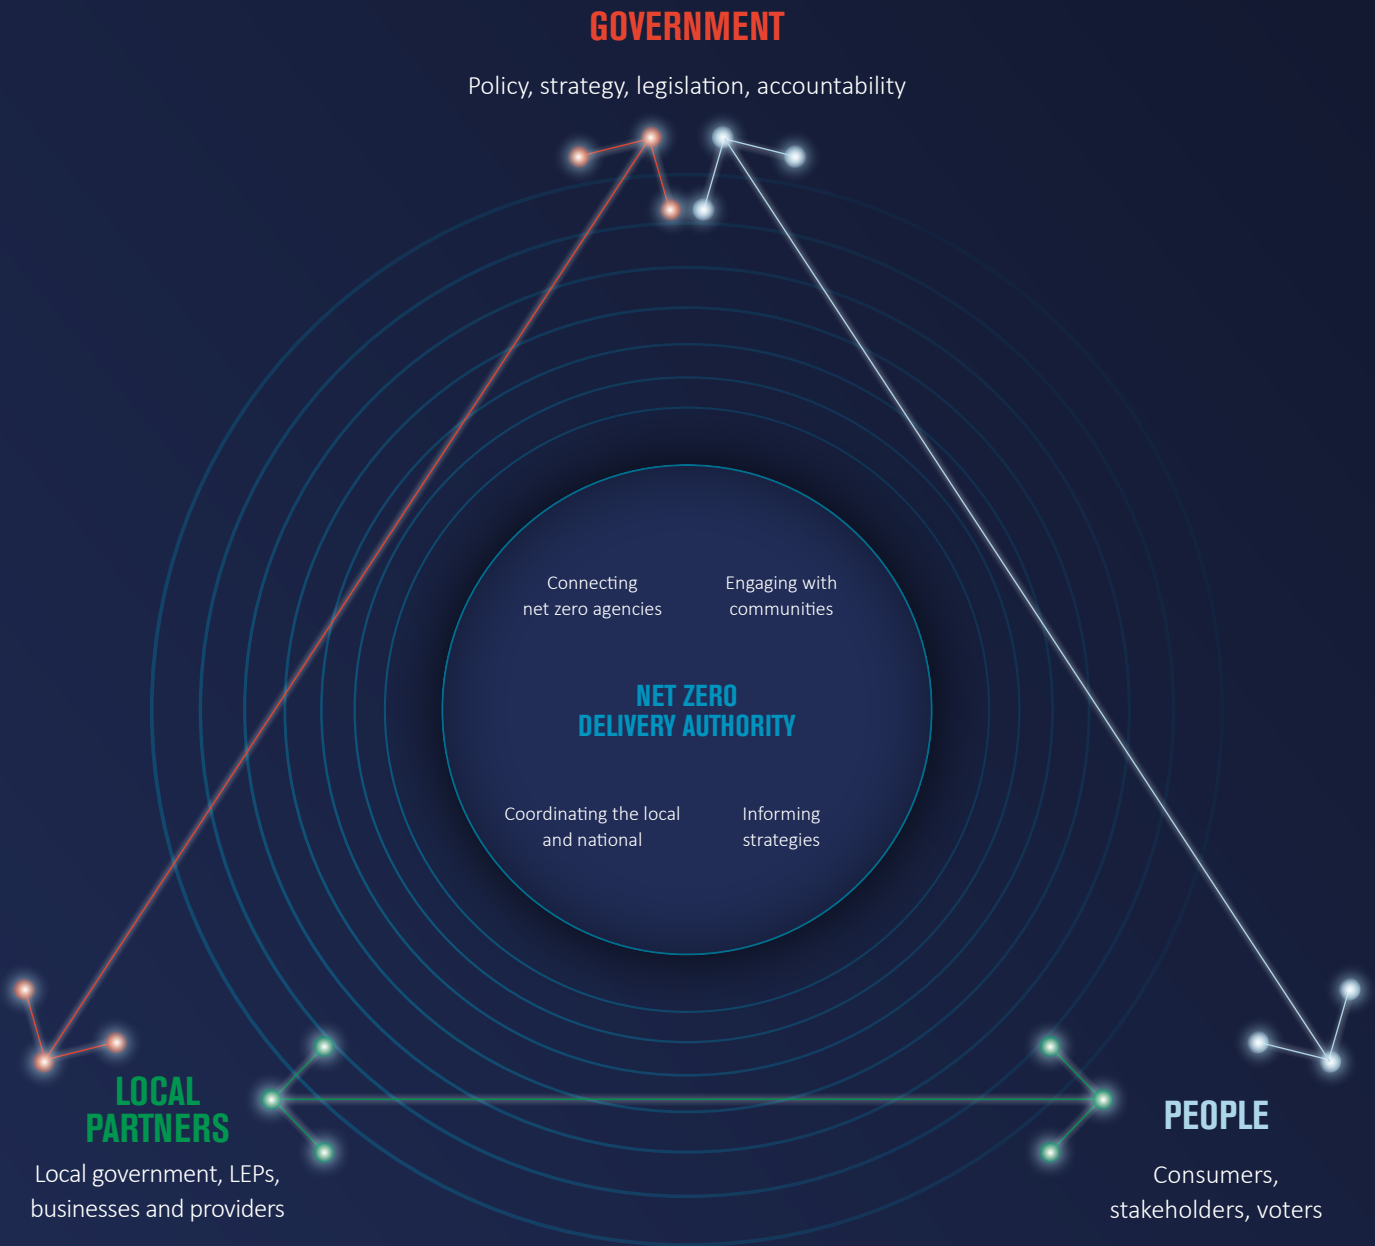 GOVERNMENT
Policy, strategy, legislation, accountability
Connecting
net zero agencies
Engaging with
communities
NET ZERO
DELIVERY AUTHORITY
Coordinating the local
and national
Informing
strategies
LOCAL
PARTNERS
Local government, LEPs,
businesses and providers
PEOPLE
Consumers,
stakeholders, voters